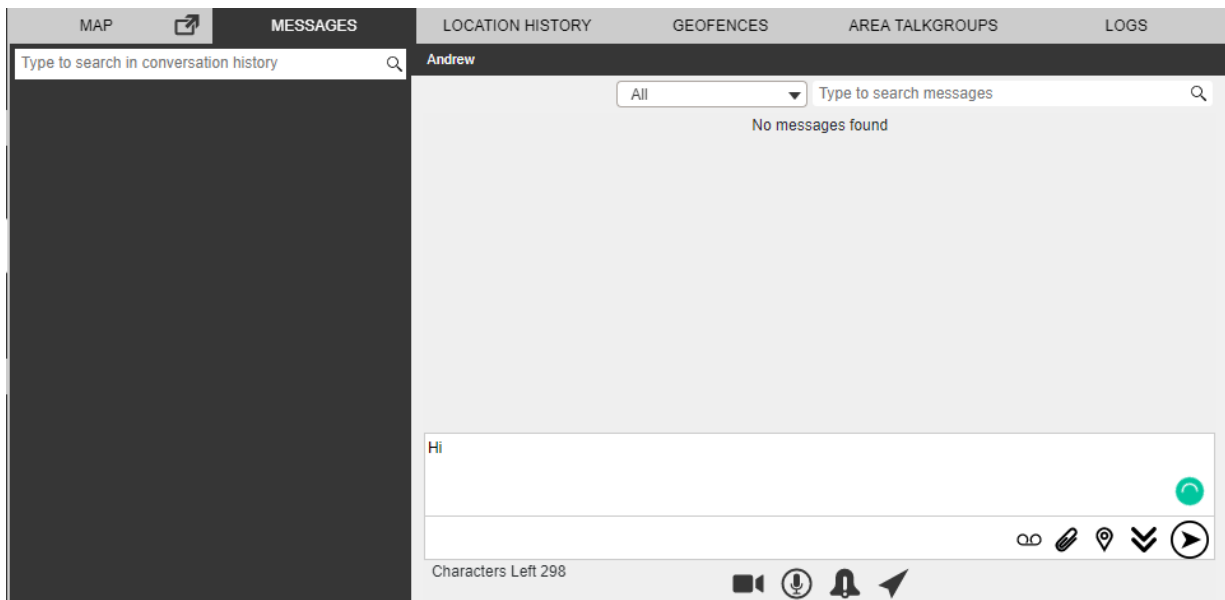 MAP MESSAGES LOCATION HISTORY GEOFENCES AREA TALKGROUPS LOGS
Type to search in conversation history
Andrew
All Type to search messages
No messages found
Hi
Characters Left 298